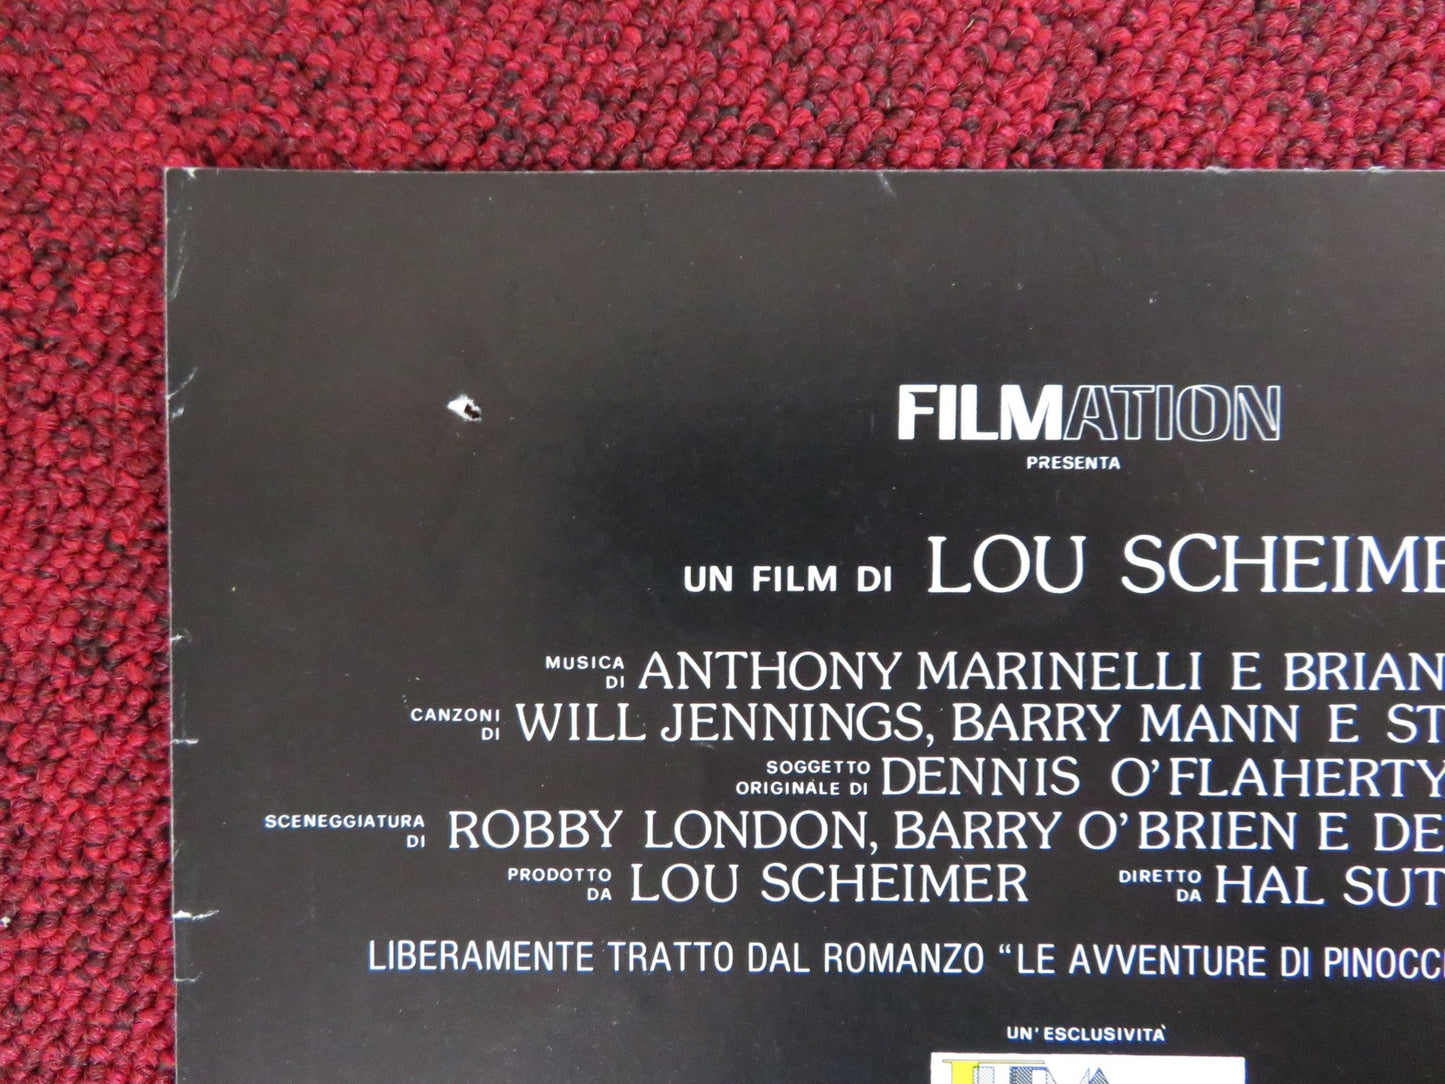 FILMATION
PRESENTA
UN FILM DI LOU SCHEIME
MUSICA DI ANTHONY MARINELLI E BRIAN
CANZONI DI WILL JENNINGS, BARRY MANN E ST
SOGGETTO ORIGINALE DI DENNIS O'FLAHERTY
SCENEGGIATURA DI ROBBY LONDON, BARRY O'BRIEN E DE
PRODOTTO DA LOU SCHEIMER DIRETTO DA HAL SUT
LIBERAMENTE TRATTO DAL ROMANZO “LE AVVENTURE DI PINOCCH
UN' ESCLUSIVITÀ